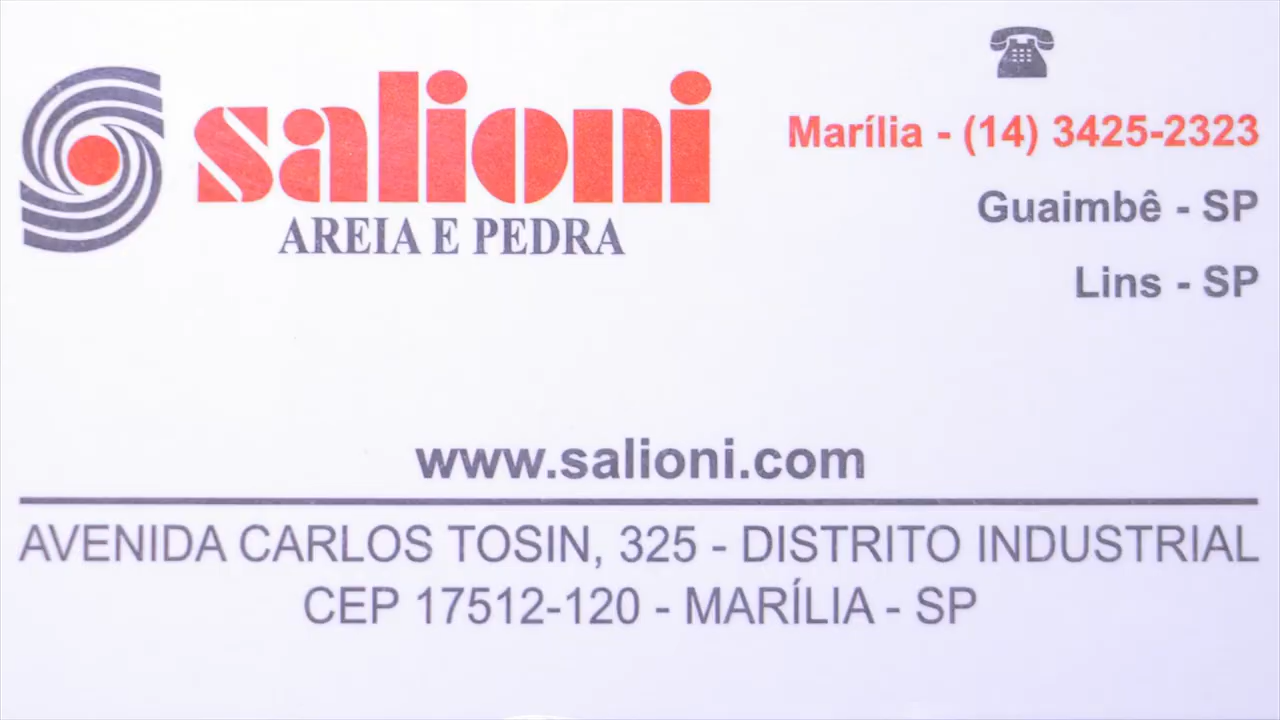 salioni
AREIA E PEDRA
Marília - (14) 3425-2323
Guaimbê - SP
Lins - SP
www.salioni.com
AVENIDA CARLOS TOSIN, 325 - DISTRITO INDUSTRIAL
CEP 17512-120 - MARÍLIA - SP